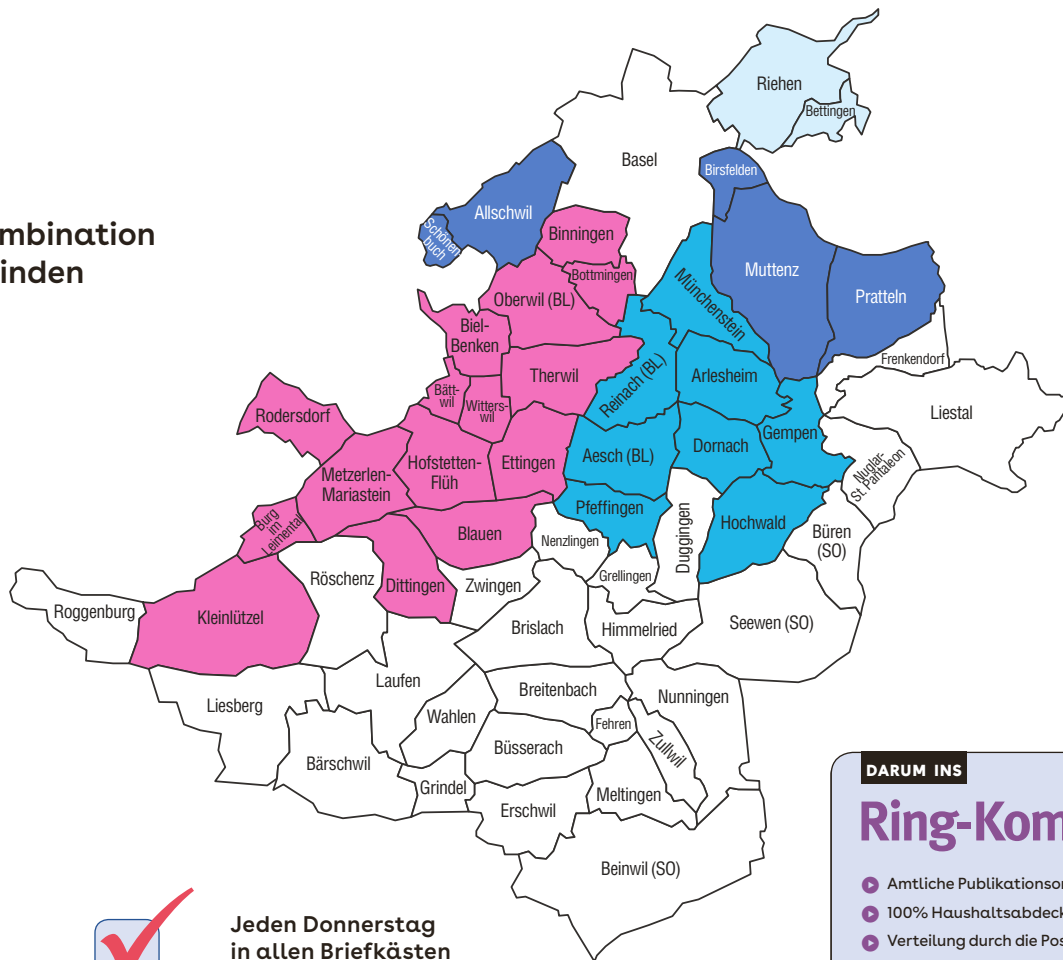 mbination
inden
Riehen
Bettingen
Basel
Birsfelden
Allschwil
Schönen-
buch
Binningen
Bottmingen
Münchenstein
Muttenz
Pratteln
Oberwil (BL)
Biel-
Benken
Frenkendorf
Therwil
Reinach (BL)
Arlesheim
Bätt-
wil
Witters-
wil
Rodersdorf
Liestal
Gempen
Dornach
Aesch (BL)
Ettingen
Hofstetten-
Flüh
Metzerlen-
Mariastein
Nuglar-
St. Pantaleon
Pfeffingen
Duggingen
Hochwald
Büren
(SO)
Burg
im
Leimental
Blauen
Nenzlingen
Grellingen
Röschenz
Dittingen
Zwingen
Roggenburg
Kleinlützel
Brislach
Himmelried
Seewen (SO)
Laufen
Liesberg
Breitenbach
Nunningen
Wahlen
Fehren
Büsserach
Zullwil
Bärschwil
Grindel
Meltingen
Erschwil
Beinwil (SO)
DARUM INS
Ring-Kom
Amtliche Publikationsor
100% Haushaltsabdeck
Verteilung durch die Pos
Jeden Donnerstag
in allen Briefkästen